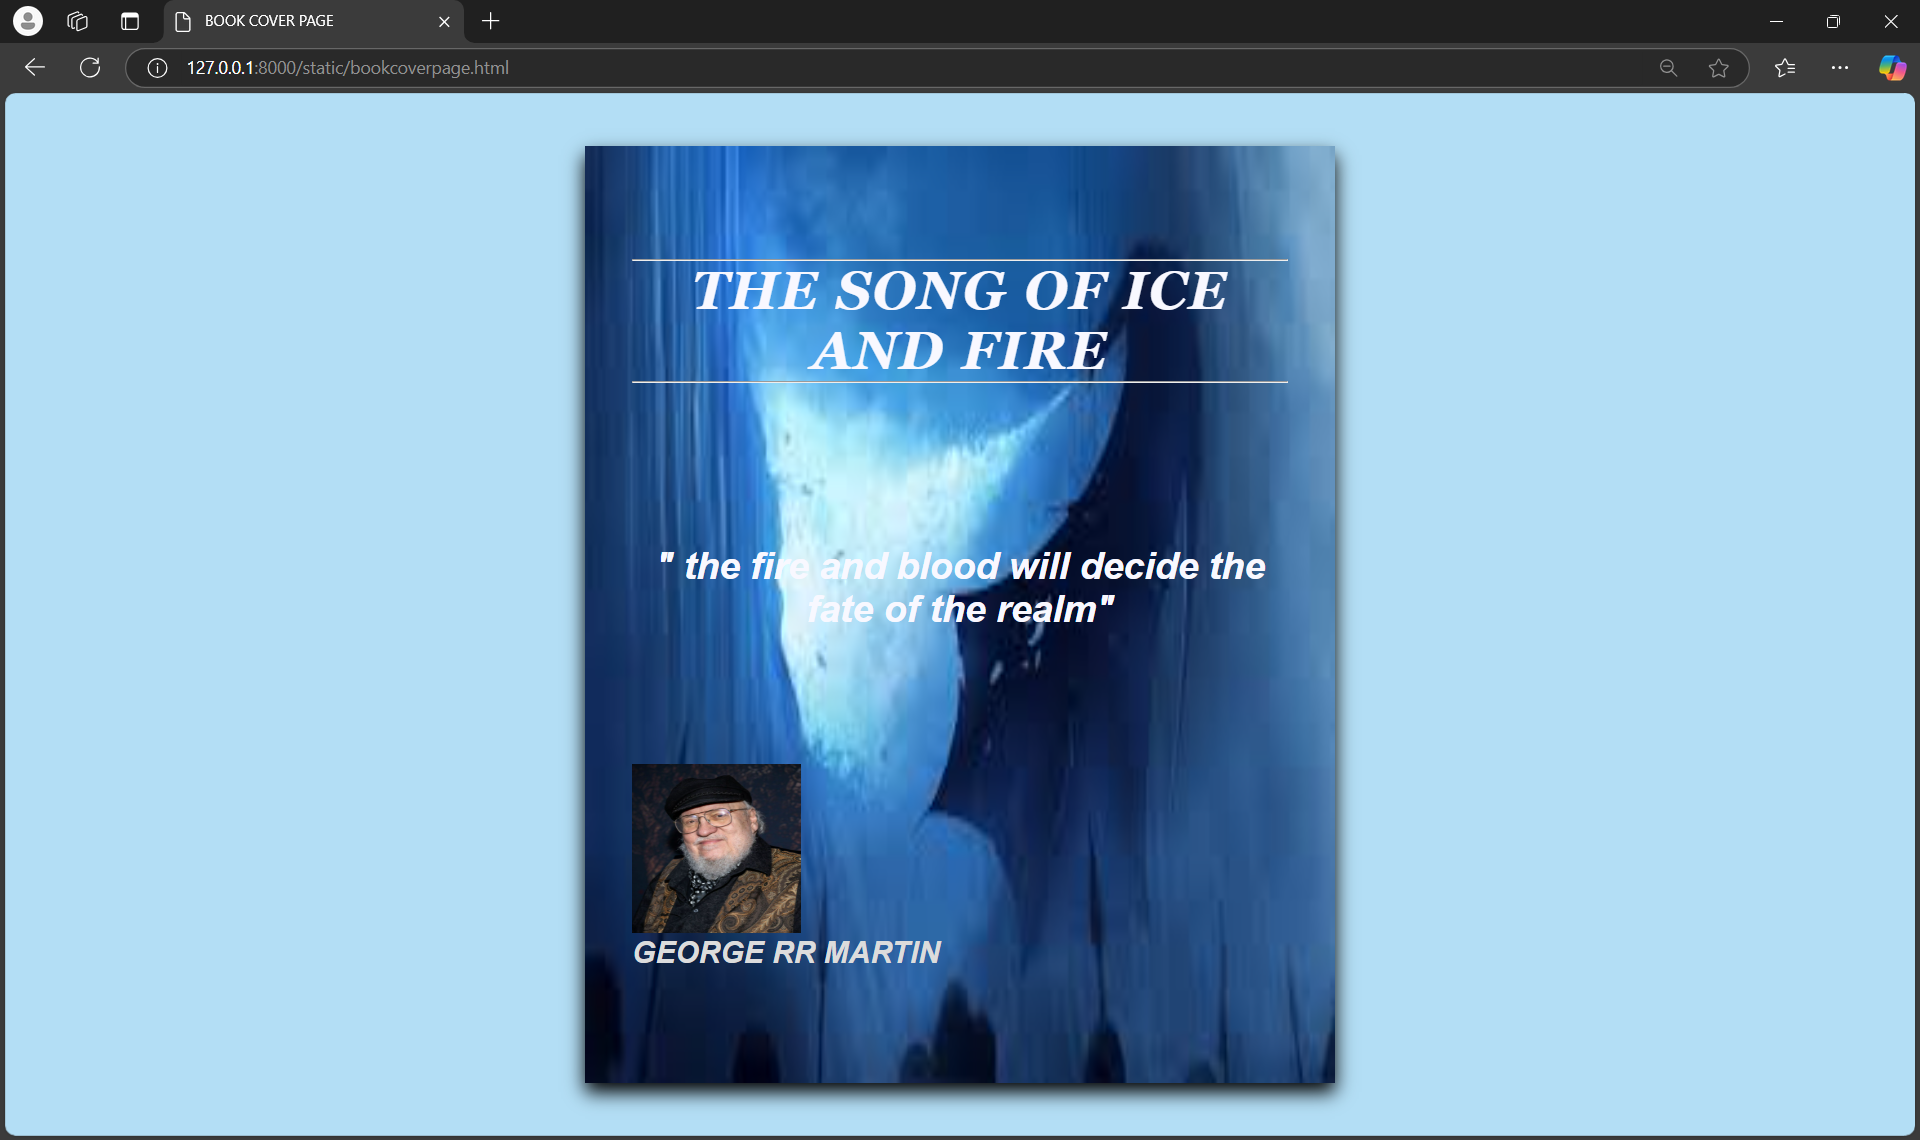 BOOK COVER PAGE
127.0.0.1:8000/static/bookcoverpage.html
THE SONG OF ICE
AND FIRE
" the fire and blood will decide the
fate of the realm"
GEORGE RR MARTIN